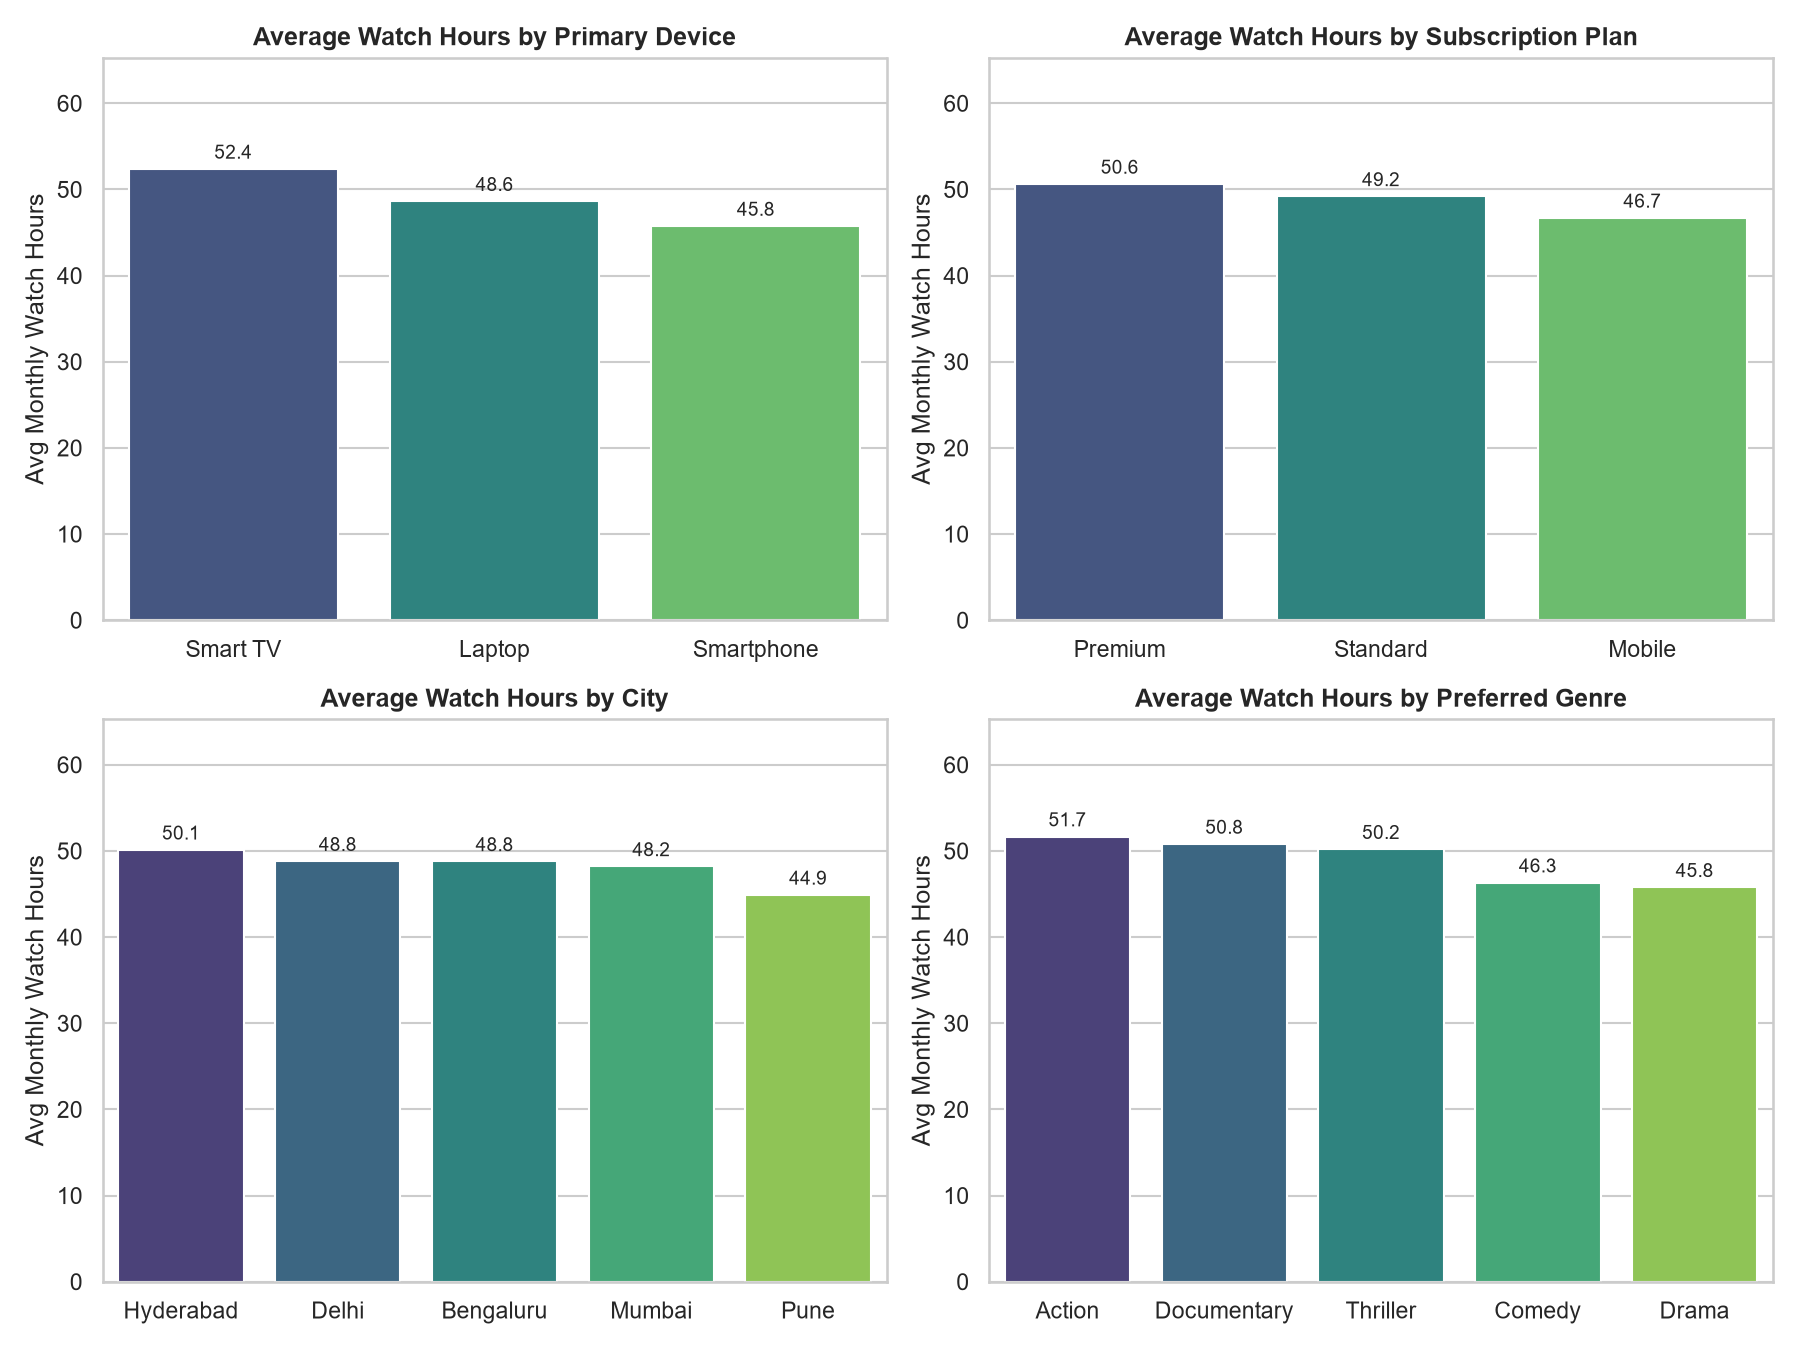 Average Watch Hours by Primary Device
Avg Monthly Watch Hours
60
50
40
30
20
10
0
52.4
48.6
45.8
Smart TV
Laptop
Smartphone
Average Watch Hours by Subscription Plan
Avg Monthly Watch Hours
60
50
40
30
20
10
0
50.6
49.2
46.7
Premium
Standard
Mobile
Average Watch Hours by City
Avg Monthly Watch Hours
60
50
40
30
20
10
0
50.1
48.8
48.8
48.2
44.9
Hyderabad
Delhi
Bengaluru
Mumbai
Pune
Average Watch Hours by Preferred Genre
Avg Monthly Watch Hours
60
50
40
30
20
10
0
51.7
50.8
50.2
46.3
45.8
Action
Documentary
Thriller
Comedy
Drama